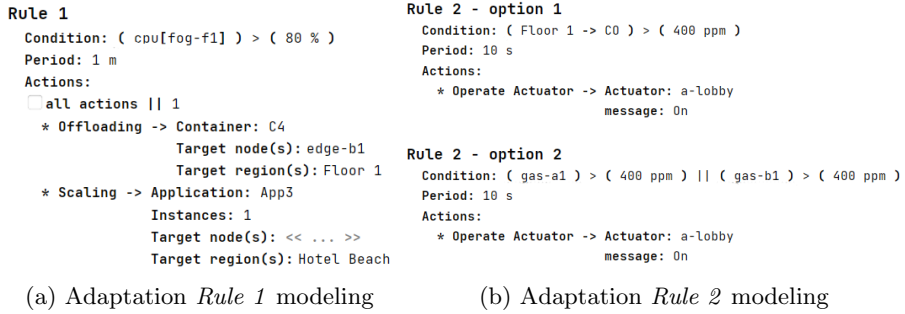 Rule 1
Condition: ( cpu[fog-f1] ) > ( 80 % )
Period: 1 m
Actions:
all actions || 1
* Offloading -> Container: C4
Target node(s): edge-b1
Target region(s): Floor 1
* Scaling -> Application: App3
Instances: 1
Target node(s): << ... >>
Target region(s): Hotel Beach
(a) Adaptation Rule 1 modeling
Rule 2 - option 1
Condition: ( Floor 1 -> CO ) > ( 400 ppm )
Period: 10 s
Actions:
* Operate Actuator -> Actuator: a-lobby
message: On
Rule 2 - option 2
Condition: ( gas-a1 ) > ( 400 ppm ) || ( gas-b1 ) > ( 400 ppm )
Period: 10 s
Actions:
* Operate Actuator -> Actuator: a-lobby
message: On
(b) Adaptation Rule 2 modeling